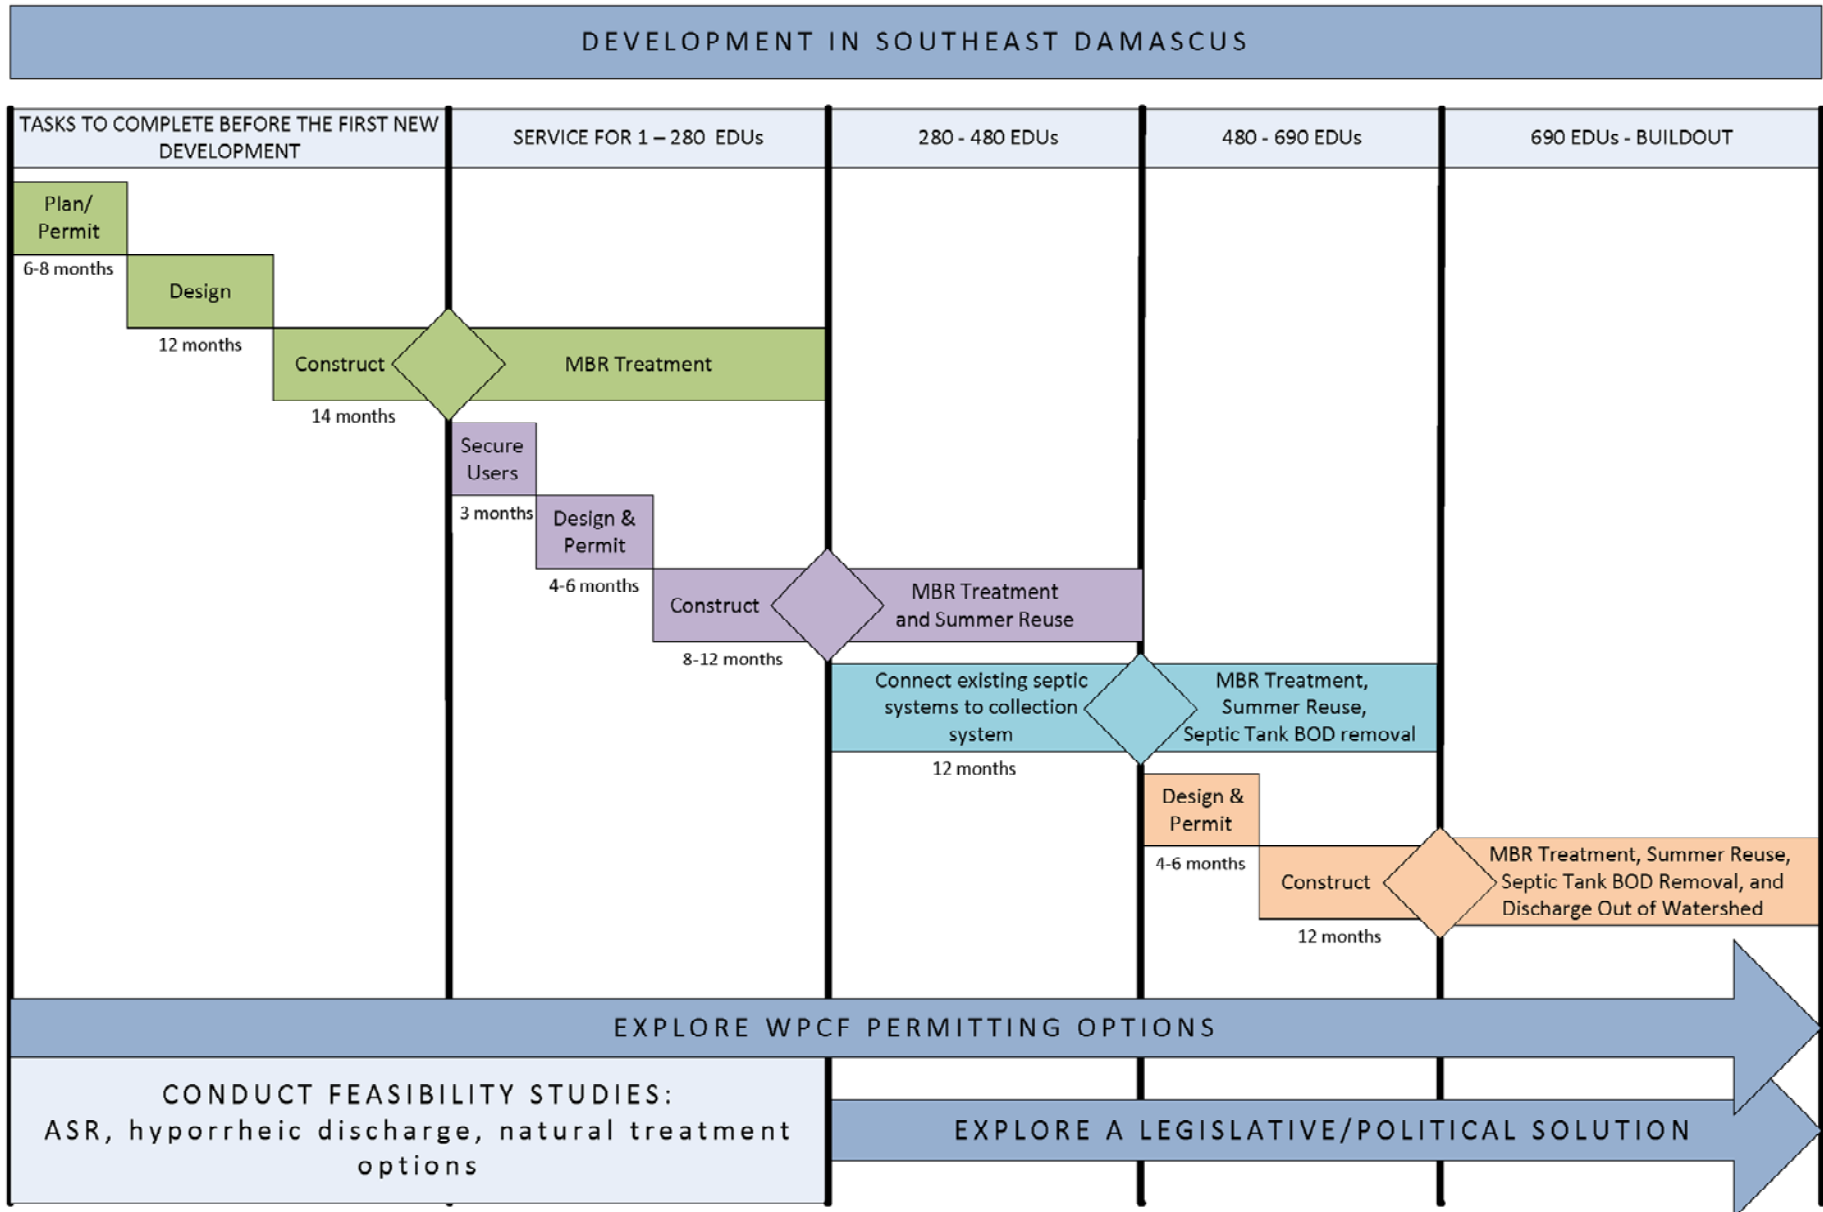 DEVELOPMENT IN SOUTHEAST DAMASCUS
TASKS TO COMPLETE BEFORE THE FIRST NEW
DEVELOPMENT
SERVICE FOR 1 – 280 EDUs
280 - 480 EDUs
480 - 690 EDUs
690 EDUs - BUILDOUT
Plan/
Permit
6-8 months
Design
12 months
Construct
14 months
MBR Treatment
Secure
Users
3 months
Design &
Permit
4-6 months
Construct
8-12 months
MBR Treatment
and Summer Reuse
Connect existing septic
systems to collection
system
12 months
MBR Treatment,
Summer Reuse,
Septic Tank BOD removal
Design &
Permit
4-6 months
Construct
12 months
MBR Treatment, Summer Reuse,
Septic Tank BOD Removal, and
Discharge Out of Watershed
EXPLORE WPCF PERMITTING OPTIONS
CONDUCT FEASIBILITY STUDIES:
ASR, hyporrheic discharge, natural treatment
options
EXPLORE A LEGISLATIVE/POLITICAL SOLUTION